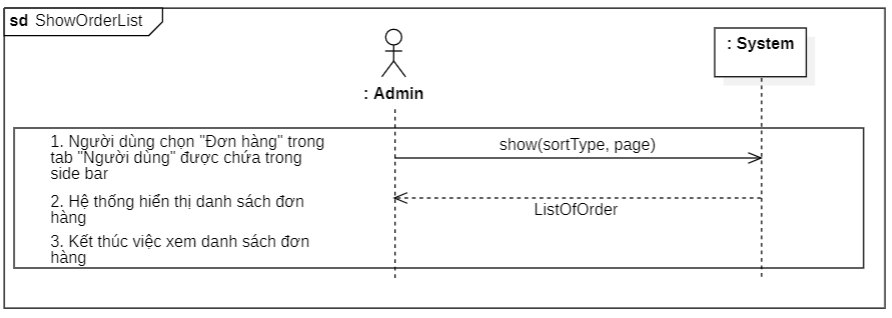 sd ShowOrderList
: Admin
: System
1. Người dùng chọn "Đơn hàng" trong
tab "Người dùng" được chứa trong
side bar
show(sortType, page)
2. Hệ thống hiển thị danh sách đơn
hàng
ListOfOrder
3. Kết thúc việc xem danh sách đơn
hàng